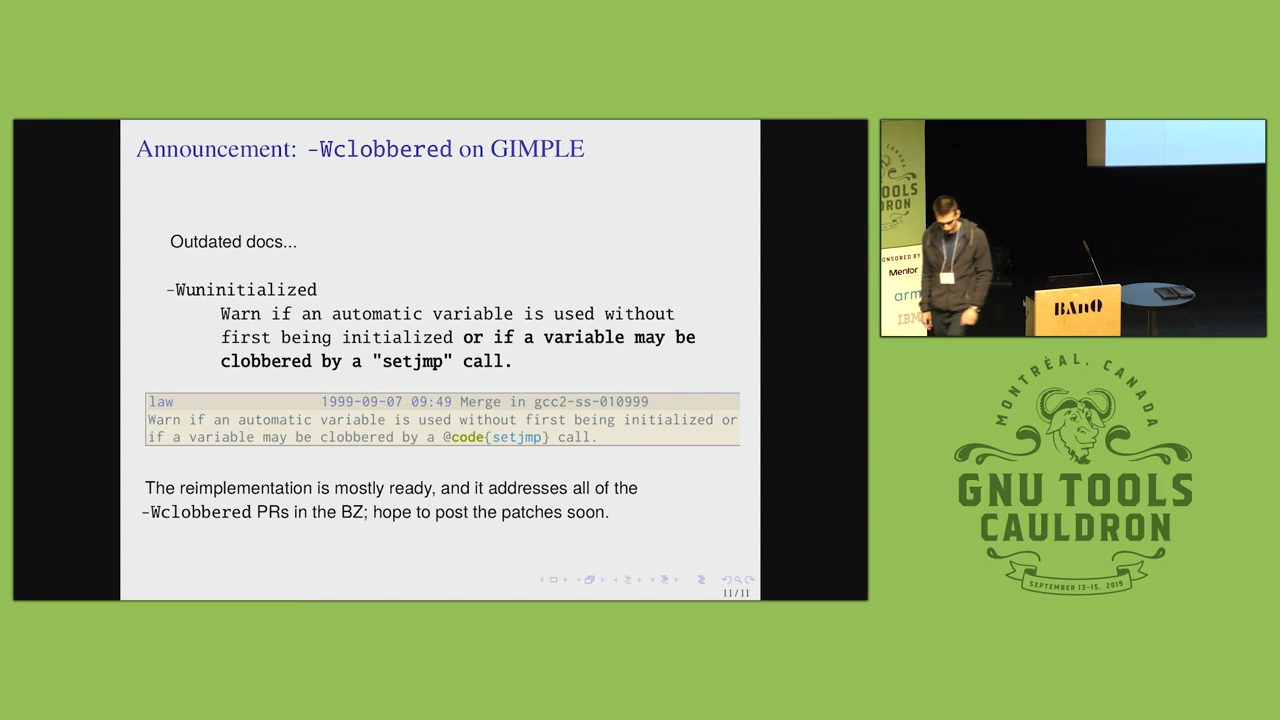 Announcement: -Wclobbered on GIMPLE
Outdated docs...
-Wuninitialized
Warn if an automatic variable is used without
first being initialized or if a variable may be
clobbered by a "setjmp" call.
law 1999-09-07 09:49 Merge in gcc2-ss-010999
Warn if an automatic variable is used without first being initialized or
if a variable may be clobbered by a @code{setjmp} call.
The reimplementation is mostly ready, and it addresses all of the
-Wclobbered PRs in the BZ; hope to post the patches soon.
11/11
CANADA
OOLS
DRON
ONSORED BY
Mentor
arm
IBM
BAnQ
MONTRÉAL, CANADA
GNU TOOLS
CAULDRON
SEPTEMBER 13-15, 2019